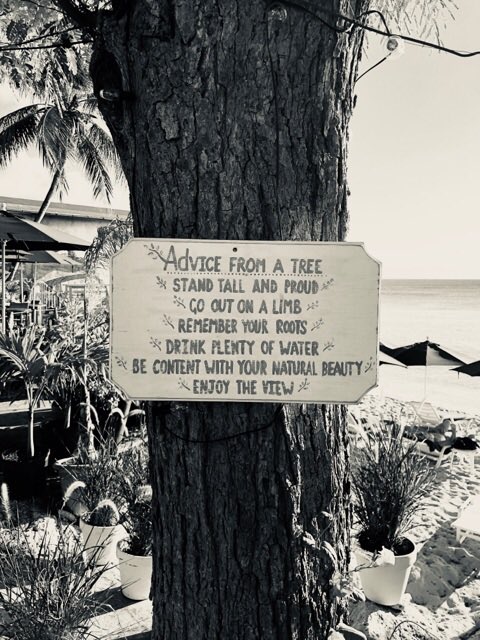 ADVICE FROM A TREE
STAND TALL AND PROUD
GO OUT ON A LIMB
REMEMBER YOUR ROOTS
DRINK PLENTY OF WATER
BE CONTENT WITH YOUR NATURAL BEAUTY
ENJOY THE VIEW